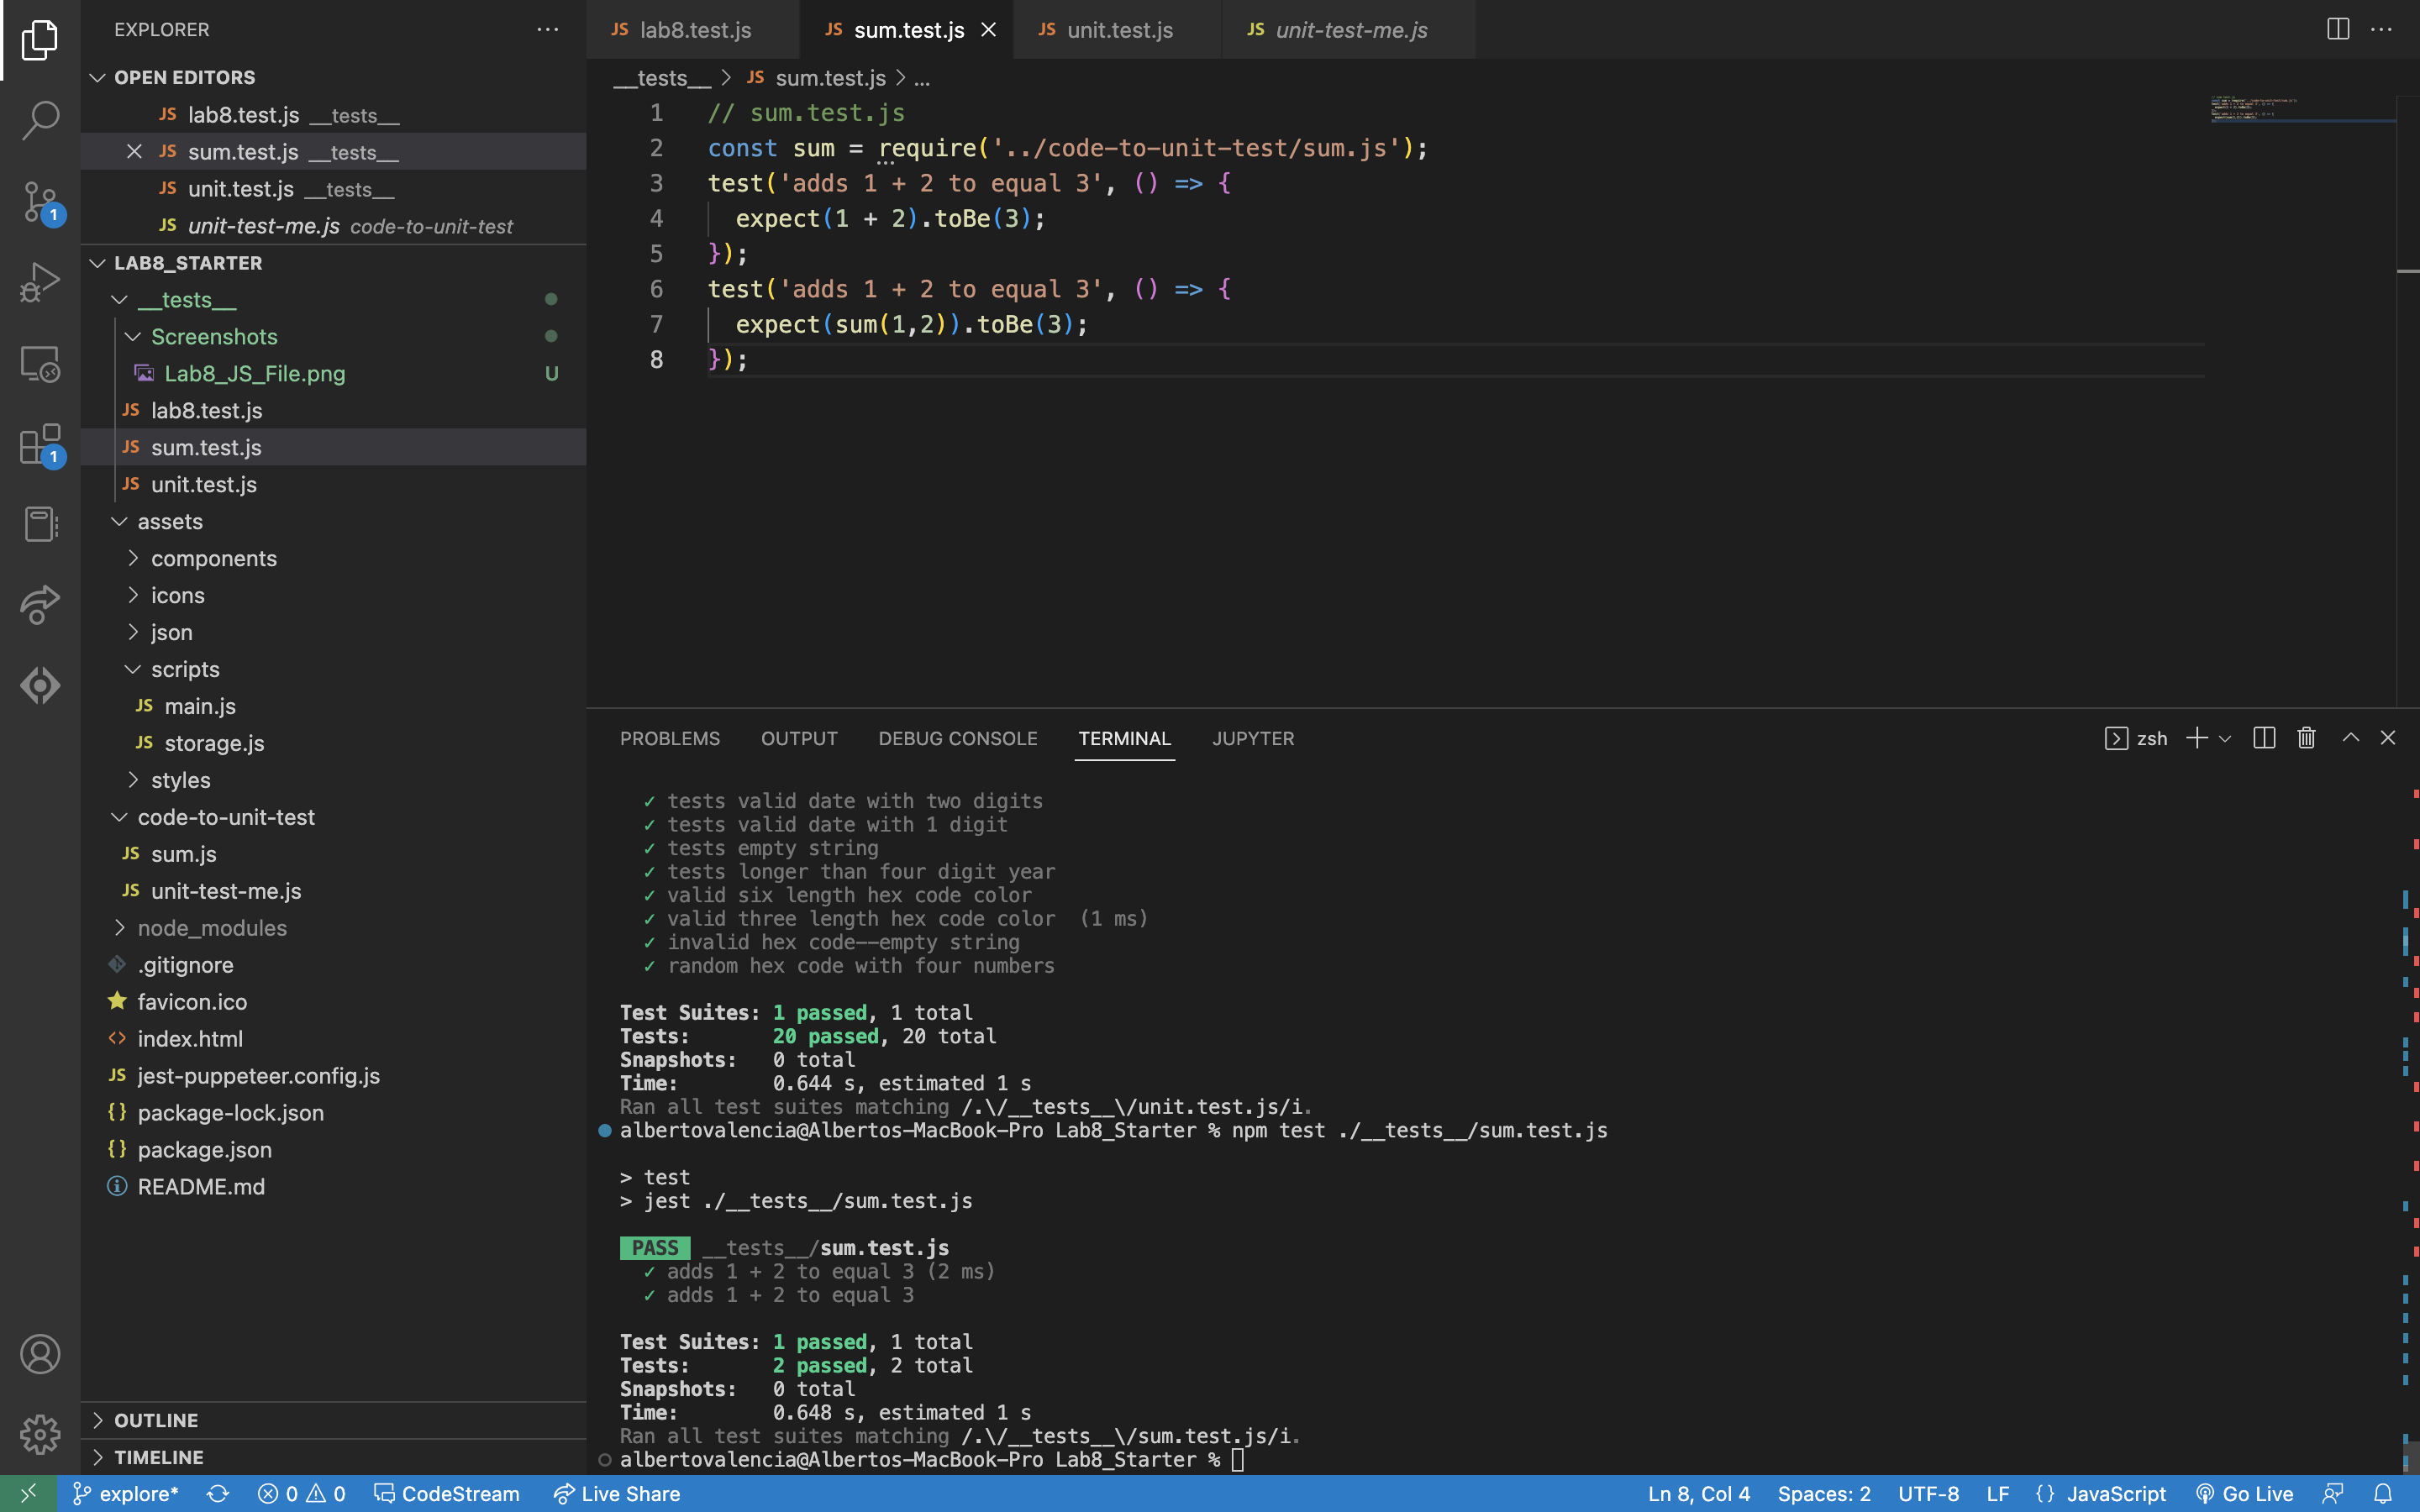 EXPLORER
OPEN EDITORS
JS lab8.test.js __tests__
JS sum.test.js __tests__
JS unit.test.js __tests__
JS unit-test-me.js code-to-unit-test
LAB8_STARTER
__tests__
Screenshots
Lab8_JS_File.png U
JS lab8.test.js
JS sum.test.js
JS unit.test.js
assets
components
icons
json
scripts
JS main.js
JS storage.js
styles
code-to-unit-test
JS sum.js
JS unit-test-me.js
node_modules
.gitignore
favicon.ico
<> index.html
JS jest-puppeteer.config.js
{} package-lock.json
{} package.json
README.md
OUTLINE
TIMELINE
1
1
JS lab8.test.js JS sum.test.js JS unit.test.js JS unit-test-me.js
__tests__ > JS sum.test.js > ...
1 // sum.test.js
2 const sum = require('../code-to-unit-test/sum.js');
3 test('adds 1 + 2 to equal 3', () => {
4 expect(1 + 2).toBe(3);
5 });
6 test('adds 1 + 2 to equal 3', () => {
7 expect(sum(1,2)).toBe(3);
8 });
PROBLEMS OUTPUT DEBUG CONSOLE TERMINAL JUPYTER zsh
✓ tests valid date with two digits
✓ tests valid date with 1 digit
✓ tests empty string
✓ tests longer than four digit year
✓ valid six length hex code color
✓ valid three length hex code color (1 ms)
✓ invalid hex code--empty string
✓ random hex code with four numbers
Test Suites: 1 passed, 1 total
Tests: 20 passed, 20 total
Snapshots: 0 total
Time: 0.644 s, estimated 1 s
Ran all test suites matching /.\/__tests__\/unit.test.js/i.
albertovalencia@Albertos-MacBook-Pro Lab8_Starter % npm test ./__tests__/sum.test.js
> test
> jest ./__tests__/sum.test.js
PASS __tests__/sum.test.js
✓ adds 1 + 2 to equal 3 (2 ms)
✓ adds 1 + 2 to equal 3
Test Suites: 1 passed, 1 total
Tests: 2 passed, 2 total
Snapshots: 0 total
Time: 0.648 s, estimated 1 s
Ran all test suites matching /.\/__tests__\/sum.test.js/i.
albertovalencia@Albertos-MacBook-Pro Lab8_Starter %
explore* 0 0 CodeStream Live Share Ln 8, Col 4 Spaces: 2 UTF-8 LF {} JavaScript Go Live